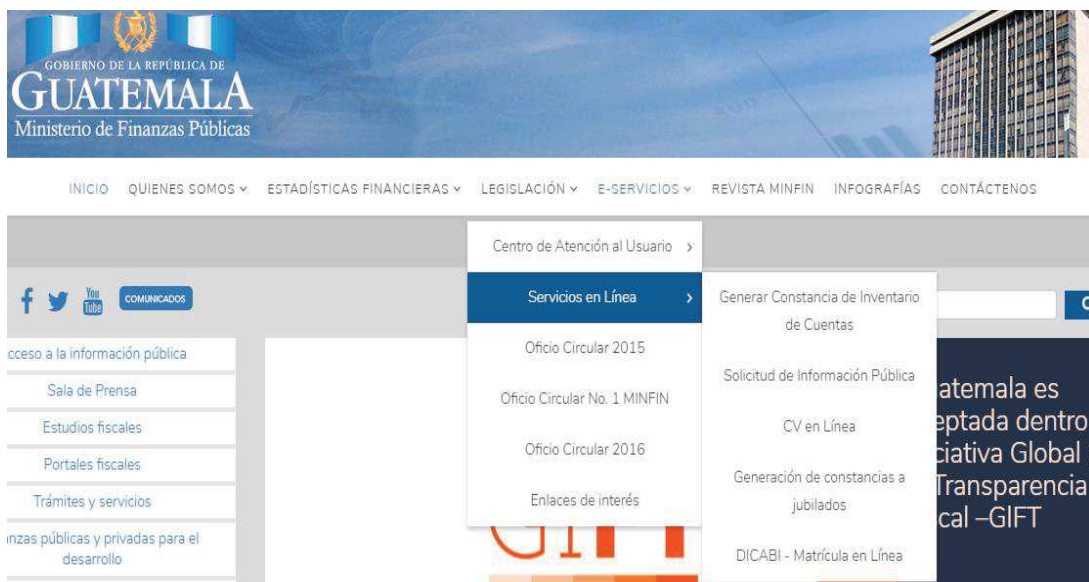 GOBIERNO DE LA REPÚBLICA DE
GUATEMALA
Ministerio de Finanzas Públicas
INICIO QUIENES SOMOS ESTADÍSTICAS FINANCIERAS LEGISLACIÓN E-SERVICIOS REVISTA MINFIN INFOGRAFÍAS CONTÁCTENOS
Centro de Atención al Usuario
Servicios en Línea
Oficio Circular 2015
Oficio Circular No. 1 MINFIN
Oficio Circular 2016
Enlaces de interés
Generar Constancia de Inventario
de Cuentas
Solicitud de Información Pública
CV en Línea
Generación de constancias a
jubilados
DICABI - Matrícula en Línea
You
Tube
COMUNICADOS
cceso a la información pública
Sala de Prensa
Estudios fiscales
Portales fiscales
Trámites y servicios
nzas públicas y privadas para el
desarrollo
atemala es
eptada dentro
ciativa Global
Transparencia
cal –GIFT
GIFT